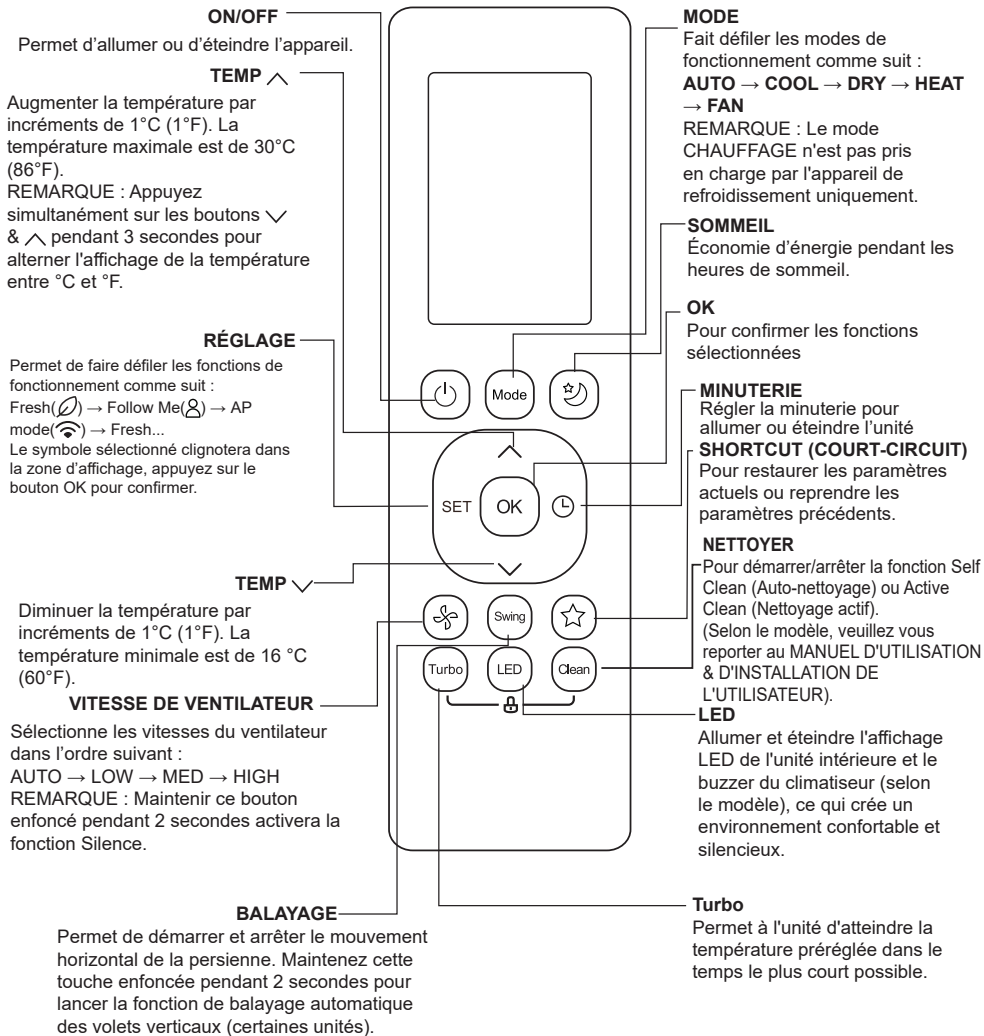 ON/OFF
Permet d’allumer ou d’éteindre l’appareil.
TEMP
Augmenter la température par
incréments de 1°C (1°F). La
température maximale est de 30°C
(86°F).
REMARQUE : Appuyez
simultanément sur les boutons
& pendant 3 secondes pour
alterner l'affichage de la température
entre °C et °F.
RÉGLAGE
Permet de faire défiler les fonctions de
fonctionnement comme suit :
Fresh( ) → Follow Me( ) → AP
mode( ) → Fresh...
Le symbole sélectionné clignotera dans
la zone d’affichage, appuyez sur le
bouton OK pour confirmer.
TEMP
Diminuer la température par
incréments de 1°C (1°F). La
température minimale est de 16 °C
(60°F).
VITESSE DE VENTILATEUR
Sélectionne les vitesses du ventilateur
dans l’ordre suivant :
AUTO → LOW → MED → HIGH
REMARQUE : Maintenir ce bouton
enfoncé pendant 2 secondes activera la
fonction Silence.
BALAYAGE
Permet de démarrer et arrêter le mouvement
horizontal de la persienne. Maintenez cette
touche enfoncée pendant 2 secondes pour
lancer la fonction de balayage automatique
des volets verticaux (certaines unités).
Mode
SET
OK
Swing
Turbo
LED
Clean
MODE
Fait défiler les modes de
fonctionnement comme suit :
AUTO → COOL → DRY → HEAT
→ FAN
REMARQUE : Le mode
CHAUFFAGE n'est pas pris
en charge par l'appareil de
refroidissement uniquement.
SOMMEIL
Économie d’énergie pendant les
heures de sommeil.
OK
Pour confirmer les fonctions
sélectionnées
MINUTERIE
Régler la minuterie pour
allumer ou éteindre l’unité
SHORTCUT (COURT-CIRCUIT)
Pour restaurer les paramètres
actuels ou reprendre les
paramètres précédents.
NETTOYER
Pour démarrer/arrêter la fonction Self
Clean (Auto-nettoyage) ou Active
Clean (Nettoyage actif).
(Selon le modèle, veuillez vous
reporter au MANUEL D'UTILISATION
& D'INSTALLATION DE
L'UTILISATEUR).
LED
Allumer et éteindre l'affichage
LED de l'unité intérieure et le
buzzer du climatiseur (selon
le modèle), ce qui crée un
environnement confortable et
silencieux.
Turbo
Permet à l'unité d'atteindre la
température préréglée dans le
temps le plus court possible.